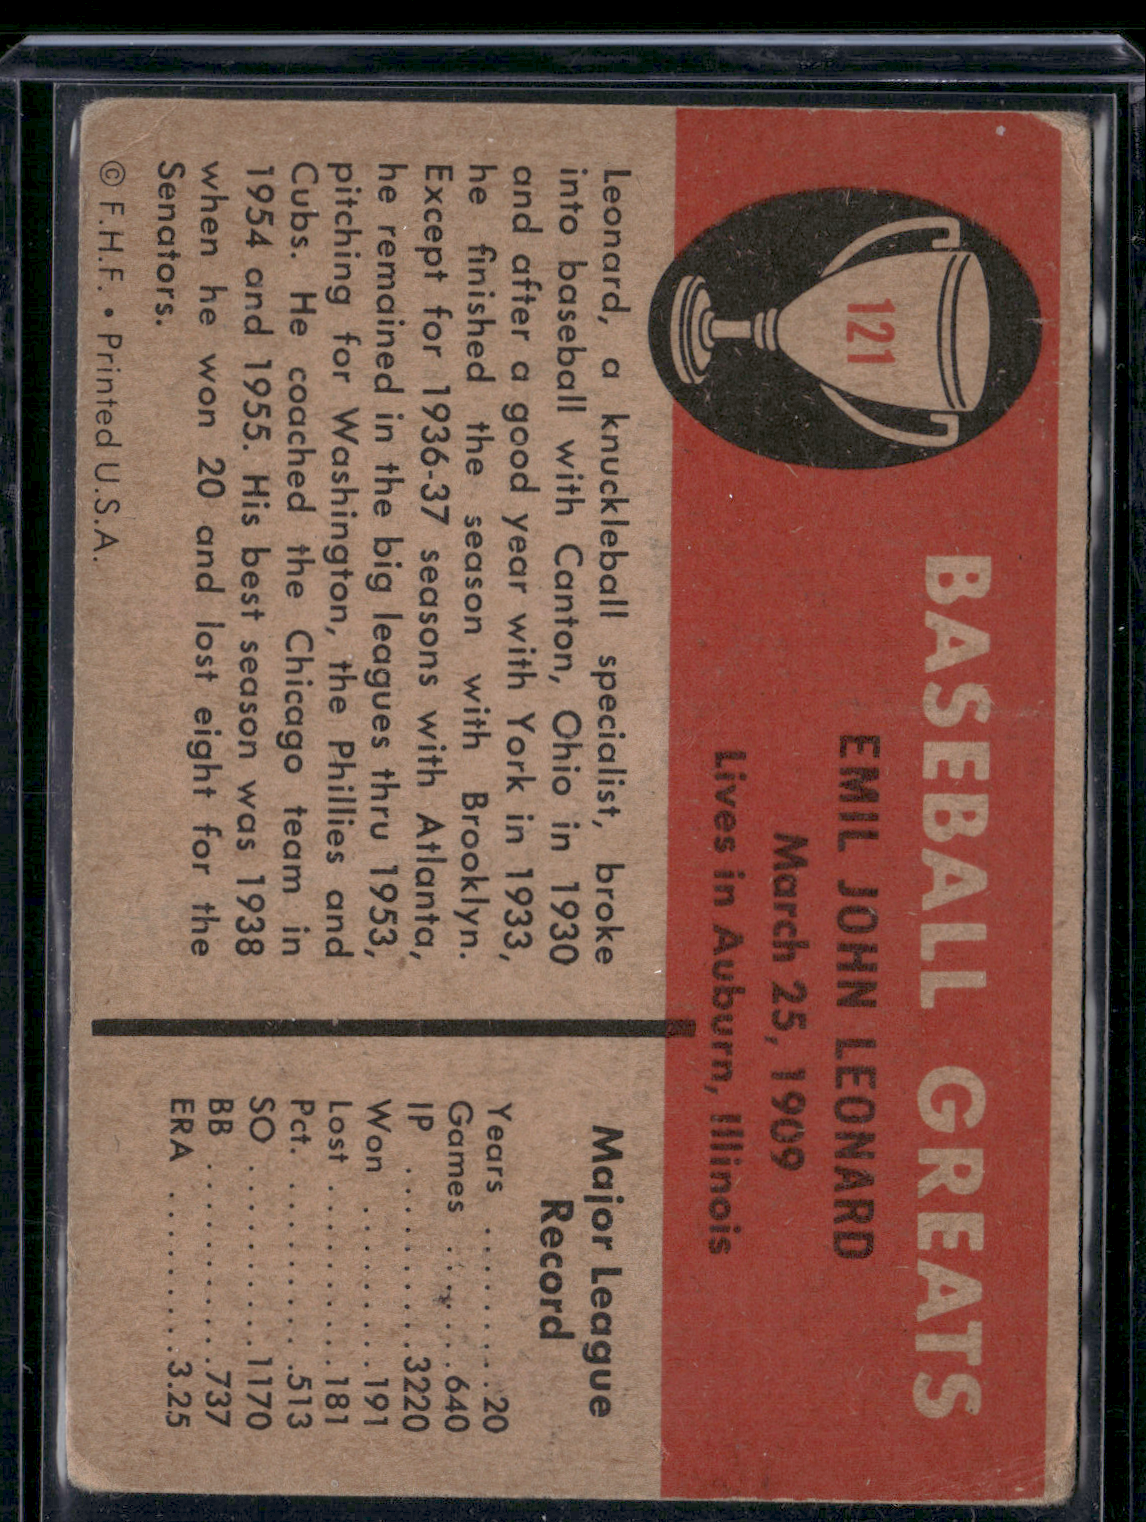 121
BASEBALL GREATS
EMIL JOHN LEONARD
March 25, 1909
Lives in Auburn, Illinois
Leonard, a knuckleball specialist, broke
into baseball with Canton, Ohio in 1930
and after a good year with York in 1933,
he finished the season with Brooklyn.
Except for 1936-37 seasons with Atlanta,
he remained in the big leagues thru 1953,
pitching for Washington, the Phillies and
Cubs. He coached the Chicago team in
1954 and 1955. His best season was 1938
when he won 20 and lost eight for the
Senators.
© F.H.F. • Printed U.S.A.
Major League
Record
Years . . . . . . . . 20
Games . . . . . . 640
IP . . . . . . . . . 3220
Won . . . . . . . . 191
Lost . . . . . . . . 181
Pct. . . . . . . . . .513
SO . . . . . . . . . 1170
BB . . . . . . . . . .737
ERA . . . . . . . . 3.25